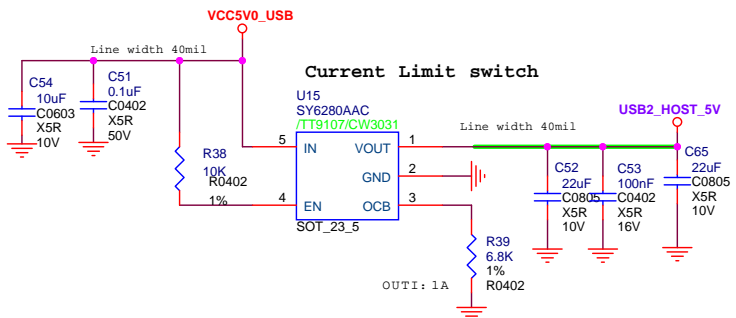 VCC5V0_USB
Line width 40mil
Current Limit switch
C54
10uF
C0603
X5R
10V
C51
0.1uF
C0402
X5R
50V
U15
SY6280AAC
/TT9107/CW3031
USB2_HOST_5V
Line width 40mil
R38
10K
R0402
1%
5
IN
VOUT
1
GND
2
4
EN
OCB
3
SOT_23_5
C52
22uF
C0805
X5R
10V
C53
100nF
C0402
X5R
16V
C65
22uF
C0805
X5R
10V
R39
6.8K
1%
R0402
OUTI:1A